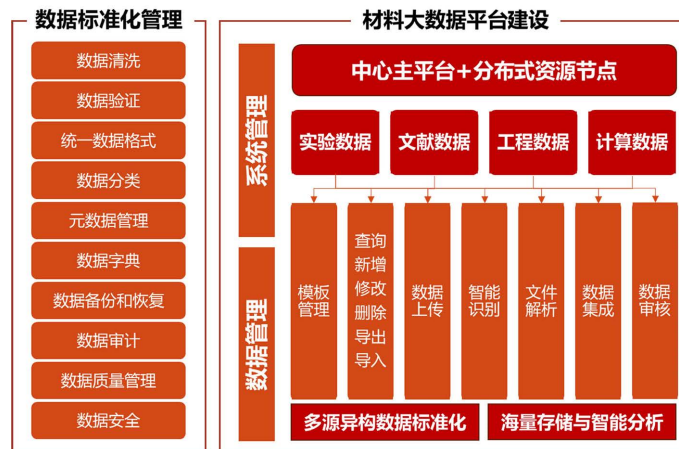 数据标准化管理
数据清洗
数据验证
统一数据格式
数据分类
元数据管理
数据字典
数据备份和恢复
数据审计
数据质量管理
数据安全
材料大数据平台建设
系统管理
数据管理
中心主平台+分布式资源节点
实验数据
文献数据
工程数据
计算数据
模板
管理
查询
新增
修改
删除
导出
导入
数据
上传
智能
识别
文件
解析
数据
集成
数据
审核
多源异构数据标准化
海量存储与智能分析